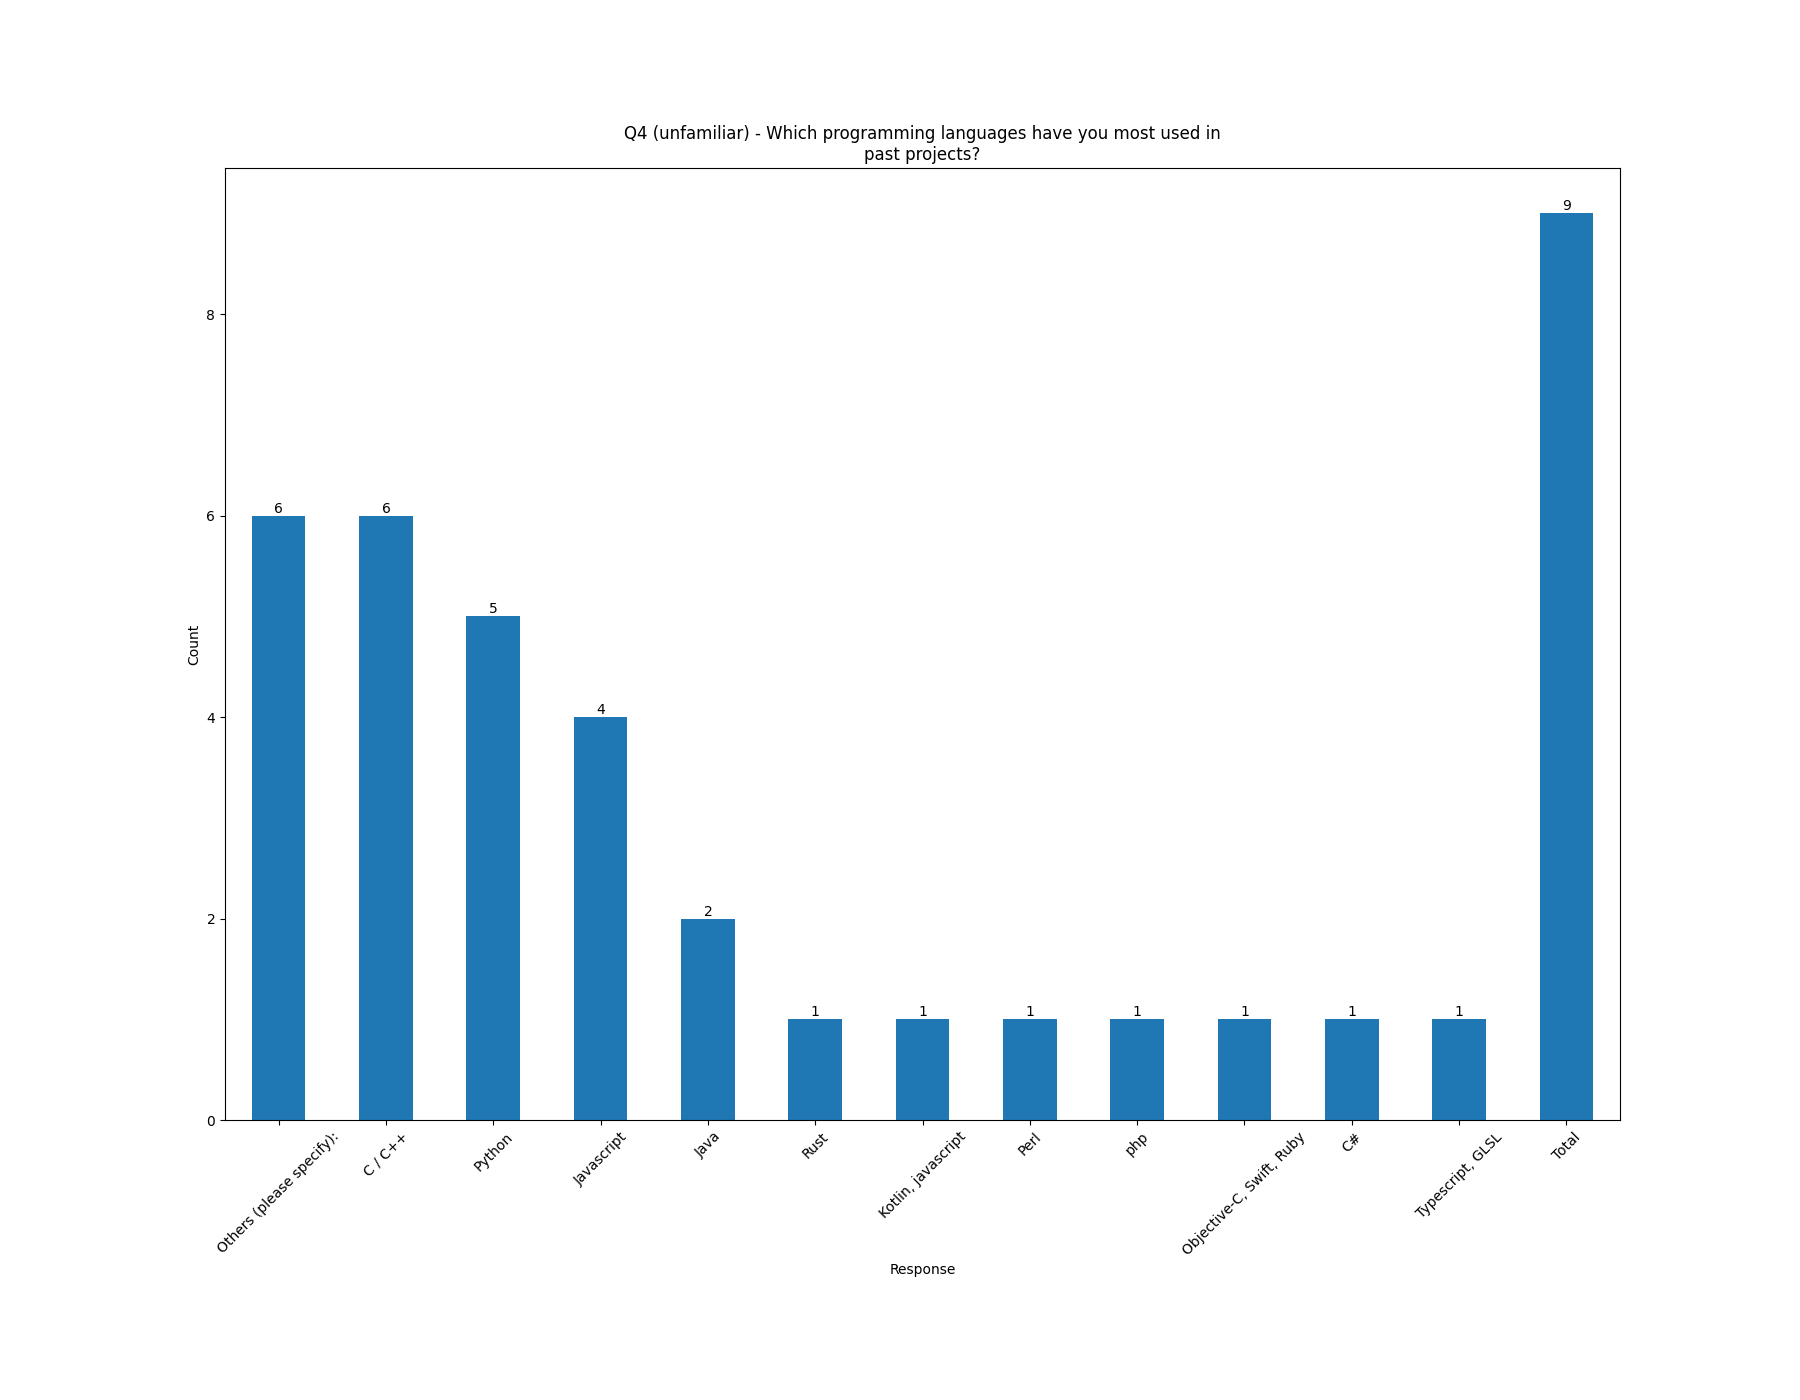 Q4 (unfamiliar) - Which programming languages have you most used in
past projects?
9
8
6
6
6
5
Count
4
4
2
2
1
1
1
1
1
1
1
0
Others (please specify):
C / C++
Python
Javascript
Java
Rust
Kotlin, javascript
Perl
php
Objective-C, Swift, Ruby
C#
Typescript, GLSL
Total
Response